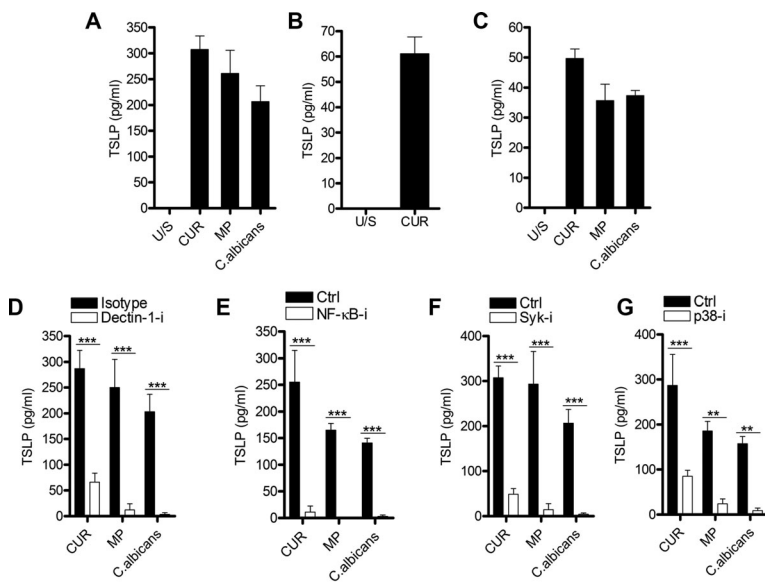 A
TSLP (pg/ml)
350
300
250
200
150
100
50
0
U/S
CUR
MP
C.albicans
B
TSLP (pg/ml)
70
60
50
40
30
20
10
0
U/S
CUR
C
TSLP (pg/ml)
60
50
40
30
20
10
0
U/S
CUR
MP
C.albicans
D
Isotype
Dectin-1-i
TSLP (pg/ml)
350
300
250
200
150
100
50
0
***
***
***
CUR
MP
C.albicans
E
Ctrl
NF-κB-i
TSLP (pg/ml)
350
300
250
200
150
100
50
0
***
***
***
CUR
MP
C.albicans
F
Ctrl
Syk-i
TSLP (pg/ml)
400
300
200
100
0
***
***
***
CUR
MP
C.albicans
G
Ctrl
p38-i
TSLP (pg/ml)
400
300
200
100
0
***
**
**
CUR
MP
C.albicans